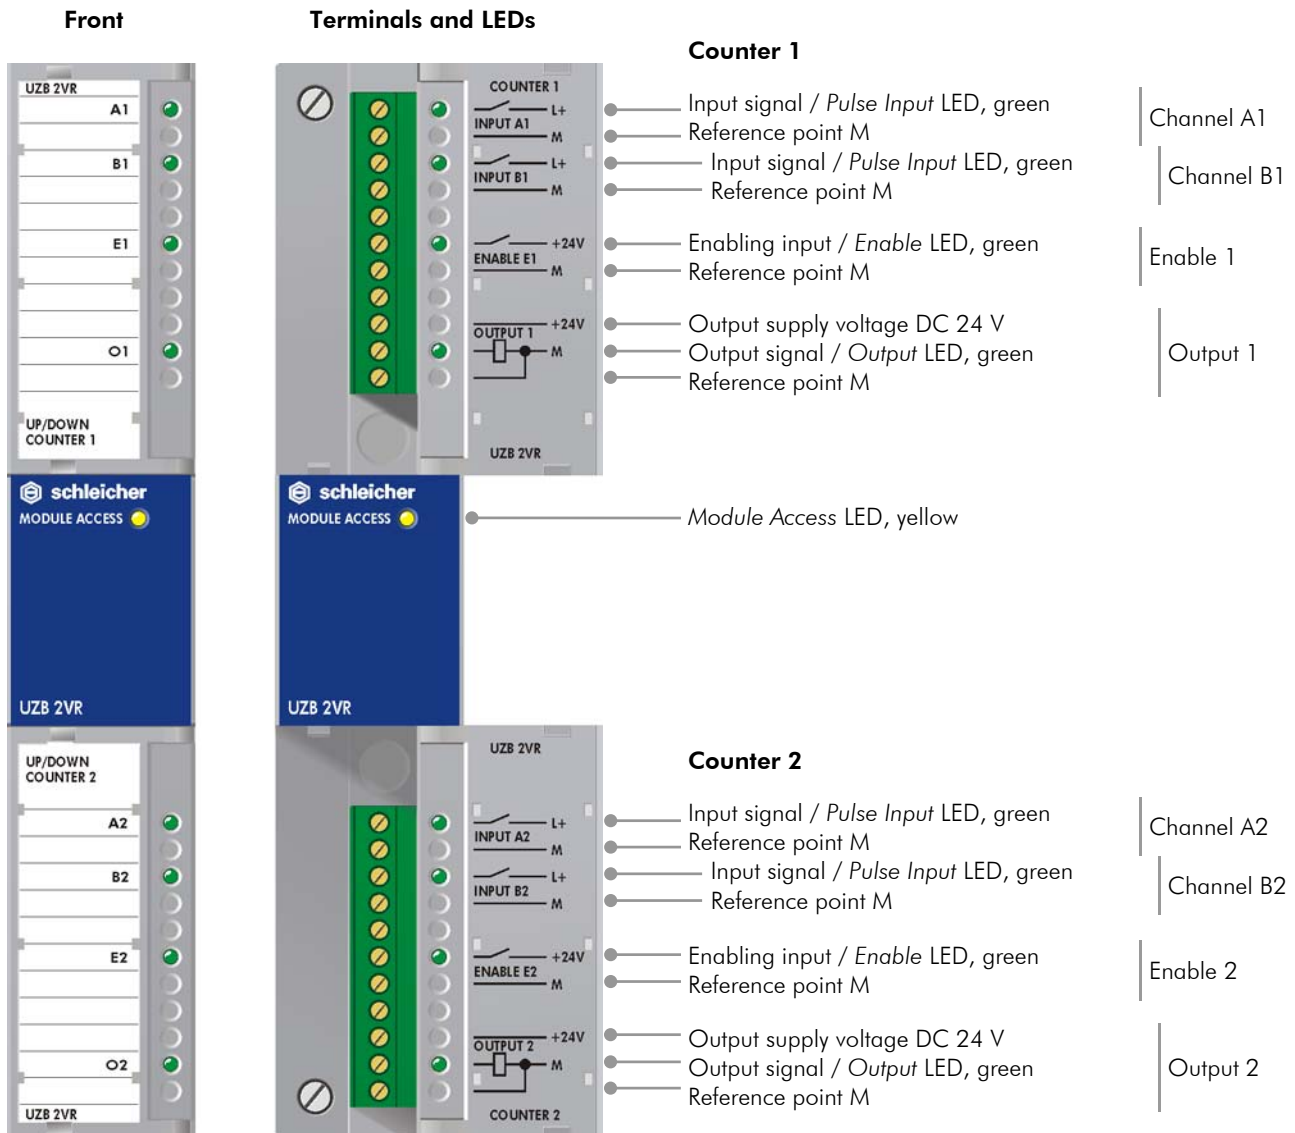 Front
Terminals and LEDs
UZB 2VR
A1
B1
E1
O1
UP/DOWN
COUNTER 1
schleicher
MODULE ACCESS
UZB 2VR
UP/DOWN
COUNTER 2
A2
B2
E2
O2
UZB 2VR
COUNTER 1
L+
INPUT A1
M
L+
INPUT B1
M
+24V
ENABLE E1
M
+24V
OUTPUT 1
M
UZB 2VR
schleicher
MODULE ACCESS
UZB 2VR
UZB 2VR
L+
INPUT A2
M
L+
INPUT B2
M
+24V
ENABLE E2
M
+24V
OUTPUT 2
M
COUNTER 2
Counter 1
Input signal / Pulse Input LED, green
Reference point M
Channel A1
Input signal / Pulse Input LED, green
Reference point M
Channel B1
Enabling input / Enable LED, green
Reference point M
Enable 1
Output supply voltage DC 24 V
Output signal / Output LED, green
Reference point M
Output 1
Module Access LED, yellow
Counter 2
Input signal / Pulse Input LED, green
Reference point M
Channel A2
Input signal / Pulse Input LED, green
Reference point M
Channel B2
Enabling input / Enable LED, green
Reference point M
Enable 2
Output supply voltage DC 24 V
Output signal / Output LED, green
Reference point M
Output 2